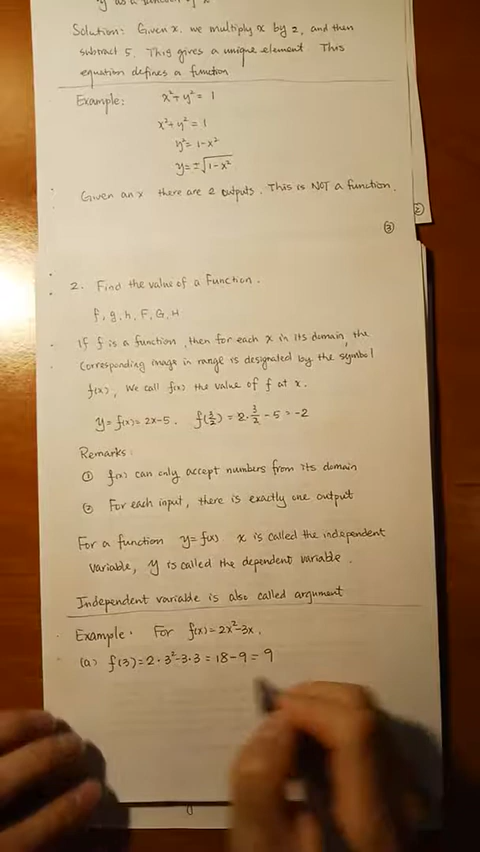 y as a function of x
Solution: Given x, we multiply x by 2, and then
subtract 5. This gives a unique element. This
equation defines a function
Example: x²+y² = 1
x²+y² = 1
y² = 1-x²
y = ±√(1-x²)
Given an x there are 2 outputs. This is NOT a function.
②
③
2. Find the value of a function.
f, g, h, F, G, H
If f is a function, then for each x in its domain, the
corresponding image in range is designated by the symbol
f(x), We call f(x) the value of f at x.
y = f(x) = 2x-5. f(3/2) = 2·3/2 - 5 = -2
Remarks:
① f(x) can only accept numbers from its domain
② For each input, there is exactly one output
For a function y=f(x) x is called the independent
variable, y is called the dependent variable.
Independent variable is also called argument
Example. For f(x) = 2x²-3x.
(a) f(3) = 2·3²-3·3 = 18-9 = 9